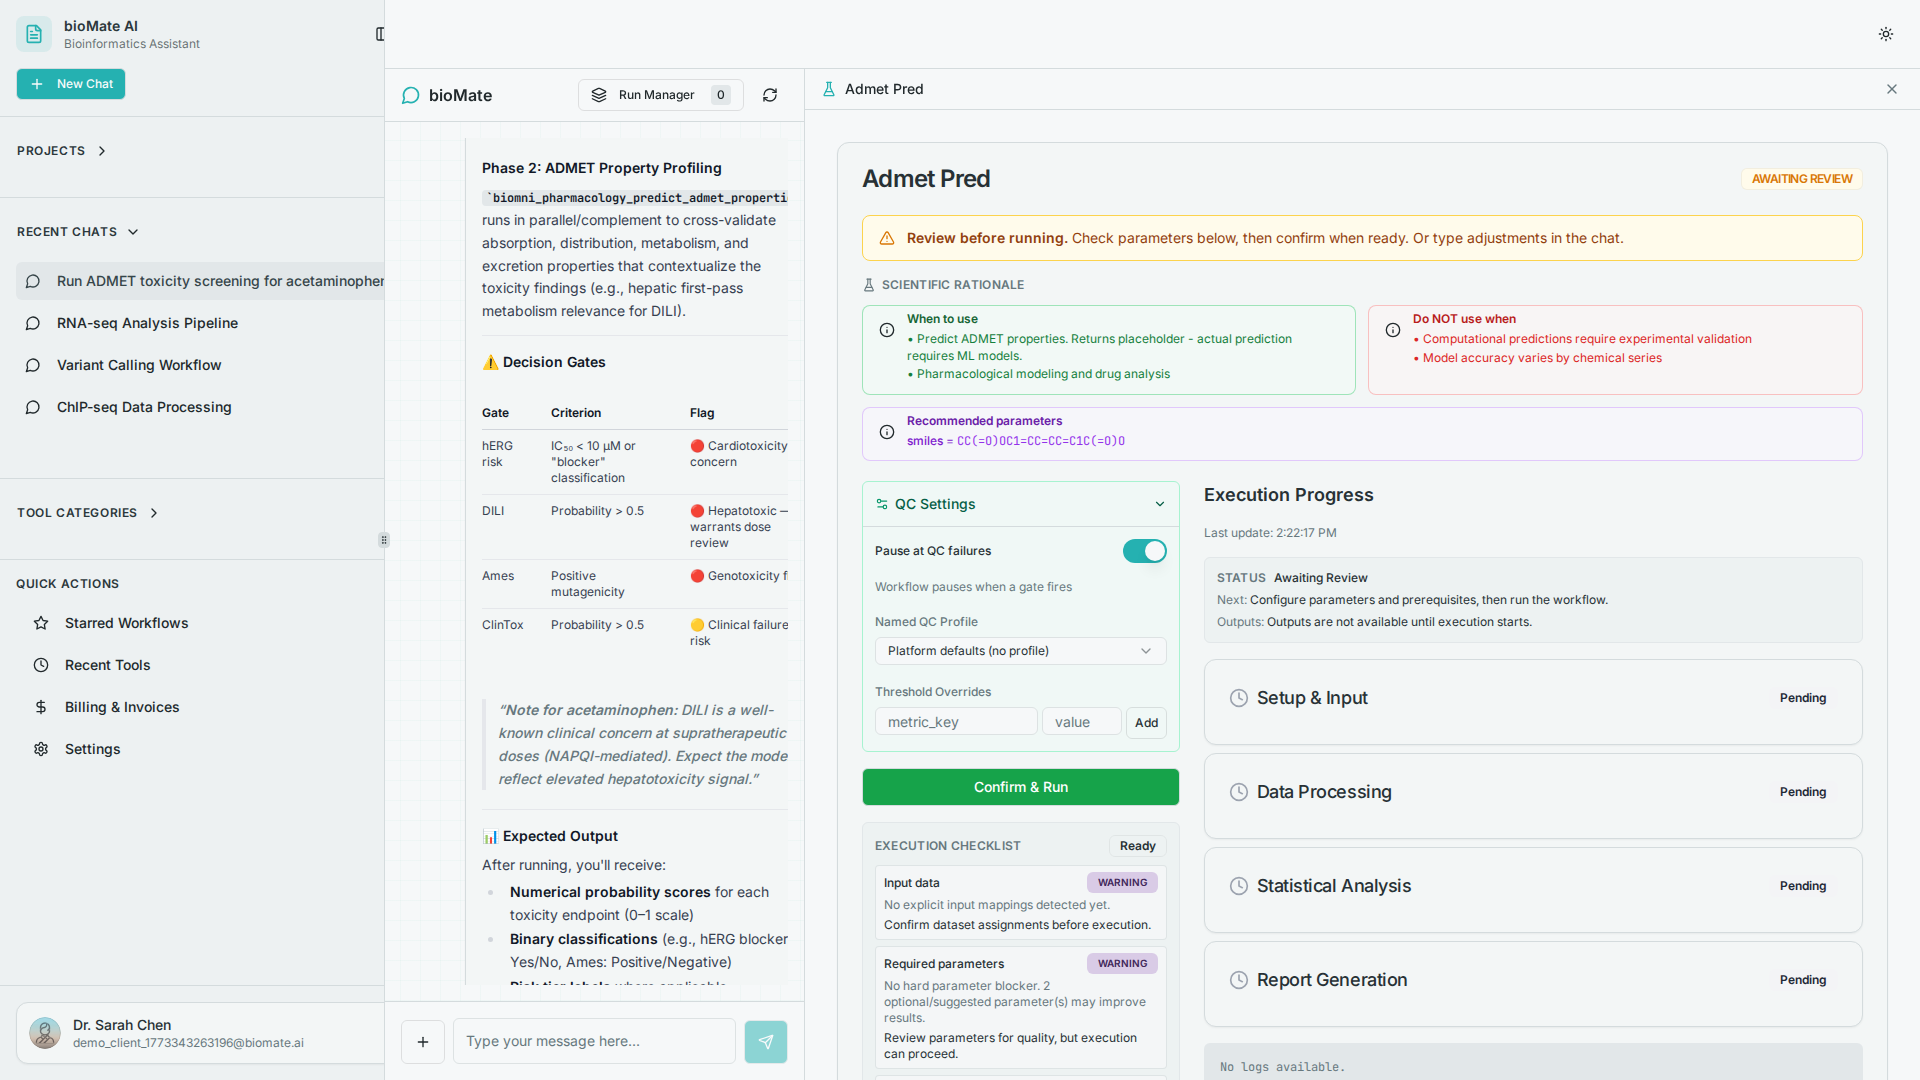 bioMate AI
Bioinformatics Assistant
New Chat
PROJECTS
RECENT CHATS
Run ADMET toxicity screening for acetaminophen
RNA-seq Analysis Pipeline
Variant Calling Workflow
ChIP-seq Data Processing
TOOL CATEGORIES
QUICK ACTIONS
Starred Workflows
Recent Tools
Billing & Invoices
Settings
Dr. Sarah Chen
demo_client_1773343263196@biomate.ai
bioMate
Run Manager 0
Phase 2: ADMET Property Profiling
`biomni_pharmacology_predict_admet_properti
runs in parallel/complement to cross-validate
absorption, distribution, metabolism, and
excretion properties that contextualize the
toxicity findings (e.g., hepatic first-pass
metabolism relevance for DILI).
⚠️ Decision Gates
Gate Criterion Flag
hERG risk IC₅₀ < 10 µM or "blocker" classification 🔴 Cardiotoxicity concern
DILI Probability > 0.5 🔴 Hepatotoxic — warrants dose review
Ames Positive mutagenicity 🔴 Genotoxicity f
ClinTox Probability > 0.5 🟡 Clinical failure risk
“Note for acetaminophen: DILI is a well-
known clinical concern at supratherapeutic
doses (NAPQI-mediated). Expect the mode
reflect elevated hepatotoxicity signal.”
📊 Expected Output
After running, you'll receive:
• Numerical probability scores for each
toxicity endpoint (0–1 scale)
• Binary classifications (e.g., hERG blocker
Yes/No, Ames: Positive/Negative)
Risk tier labels where applicable
Type your message here...
Admet Pred
Admet Pred
AWAITING REVIEW
Review before running. Check parameters below, then confirm when ready. Or type adjustments in the chat.
SCIENTIFIC RATIONALE
When to use
• Predict ADMET properties. Returns placeholder - actual prediction
requires ML models.
• Pharmacological modeling and drug analysis
Do NOT use when
• Computational predictions require experimental validation
• Model accuracy varies by chemical series
Recommended parameters
smiles = CC(=O)OC1=CC=CC=C1C(=O)O
QC Settings
Pause at QC failures
Workflow pauses when a gate fires
Named QC Profile
Platform defaults (no profile)
Threshold Overrides
metric_key value Add
Confirm & Run
EXECUTION CHECKLIST Ready
Input data WARNING
No explicit input mappings detected yet.
Confirm dataset assignments before execution.
Required parameters WARNING
No hard parameter blocker. 2
optional/suggested parameter(s) may improve
results.
Review parameters for quality, but execution
can proceed.
Execution Progress
Last update: 2:22:17 PM
STATUS Awaiting Review
Next: Configure parameters and prerequisites, then run the workflow.
Outputs: Outputs are not available until execution starts.
Setup & Input Pending
Data Processing Pending
Statistical Analysis Pending
Report Generation Pending
No logs available.